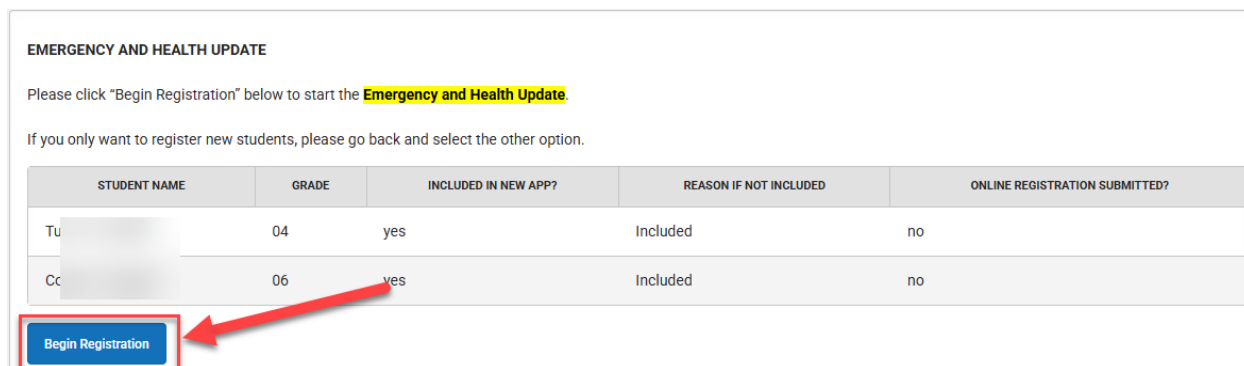 EMERGENCY AND HEALTH UPDATE
Please click “Begin Registration” below to start the Emergency and Health Update.
If you only want to register new students, please go back and select the other option.
STUDENT NAME GRADE INCLUDED IN NEW APP? REASON IF NOT INCLUDED ONLINE REGISTRATION SUBMITTED?
Tu 04 yes Included no
Co 06 yes Included no
Begin Registration